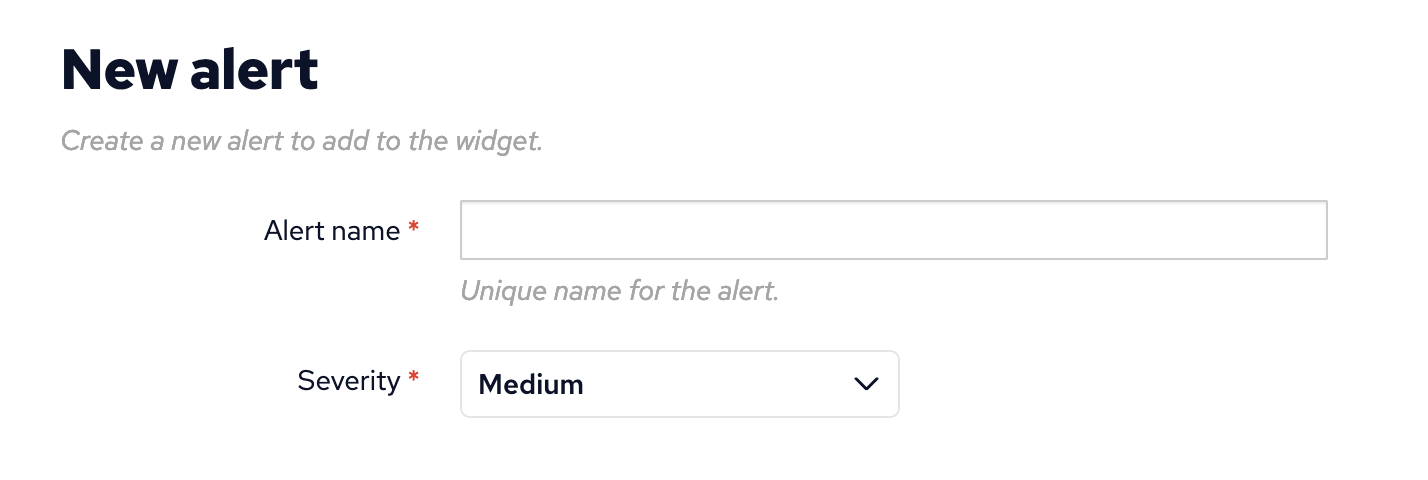 New alert
Create a new alert to add to the widget.
Alert name *
Unique name for the alert.
Severity * Medium